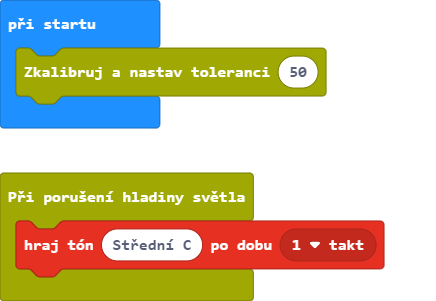 při startu
Zkalibruj a nastav toleranci 50
Při porušení hladiny světla
hraj tón Střední C po dobu 1 takt